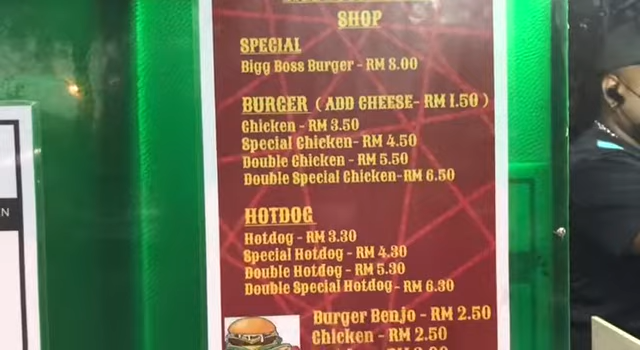 SHOP
SPECIAL
Bigg Boss Burger - RM 8.00
BURGER ( ADD CHEESE- RM 1.50 )
Chicken - RM 3.50
Special Chicken- RM 4.50
Double Chicken - RM 5.50
Double Special Chicken-RM 6.50
HOTDOG
Hotdog - RM 3.30
Special Hotdog - RM 4.30
Double Hotdog - RM 5.30
Double Special Hotdog- RM 6.30
Burger Benjo - RM 2.50
Chicken - RM 2.50